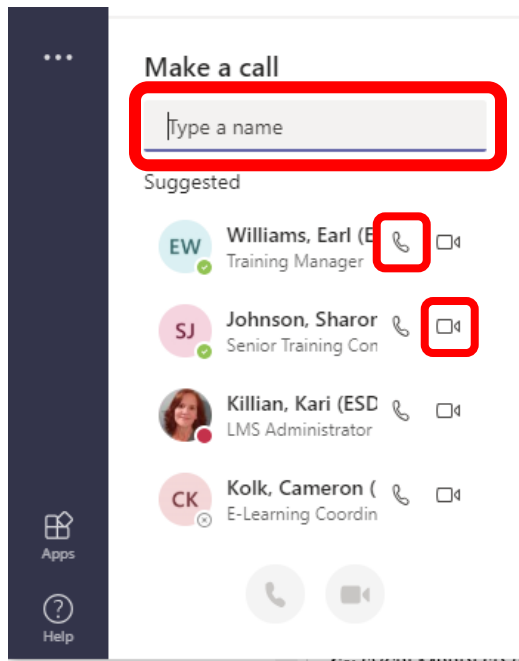 Make a call
Type a name
Suggested
EW
Williams, Earl (E
Training Manager
SJ
Johnson, Sharor
Senior Training Con
Killian, Kari (ESD
LMS Administrator
CK
Kolk, Cameron (
E-Learning Coordin
Apps
Help